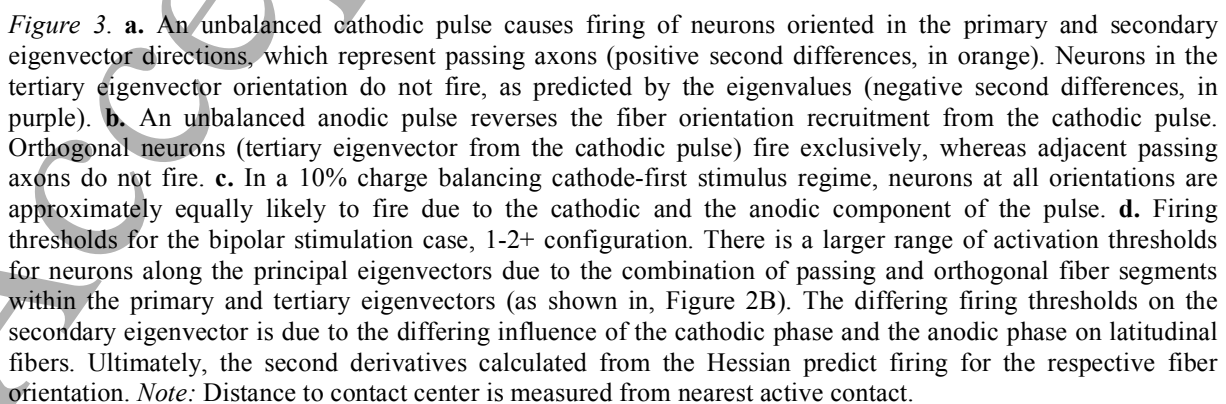 Figure 3. a. An unbalanced cathodic pulse causes firing of neurons oriented in the primary and secondary
eigenvector directions, which represent passing axons (positive second differences, in orange). Neurons in the
tertiary eigenvector orientation do not fire, as predicted by the eigenvalues (negative second differences, in
purple). b. An unbalanced anodic pulse reverses the fiber orientation recruitment from the cathodic pulse.
Orthogonal neurons (tertiary eigenvector from the cathodic pulse) fire exclusively, whereas adjacent passing
axons do not fire. c. In a 10% charge balancing cathode-first stimulus regime, neurons at all orientations are
approximately equally likely to fire due to the cathodic and the anodic component of the pulse. d. Firing
thresholds for the bipolar stimulation case, 1-2+ configuration. There is a larger range of activation thresholds
for neurons along the principal eigenvectors due to the combination of passing and orthogonal fiber segments
within the primary and tertiary eigenvectors (as shown in, Figure 2B). The differing firing thresholds on the
secondary eigenvector is due to the differing influence of the cathodic phase and the anodic phase on latitudinal
fibers. Ultimately, the second derivatives calculated from the Hessian predict firing for the respective fiber
orientation. Note: Distance to contact center is measured from nearest active contact.